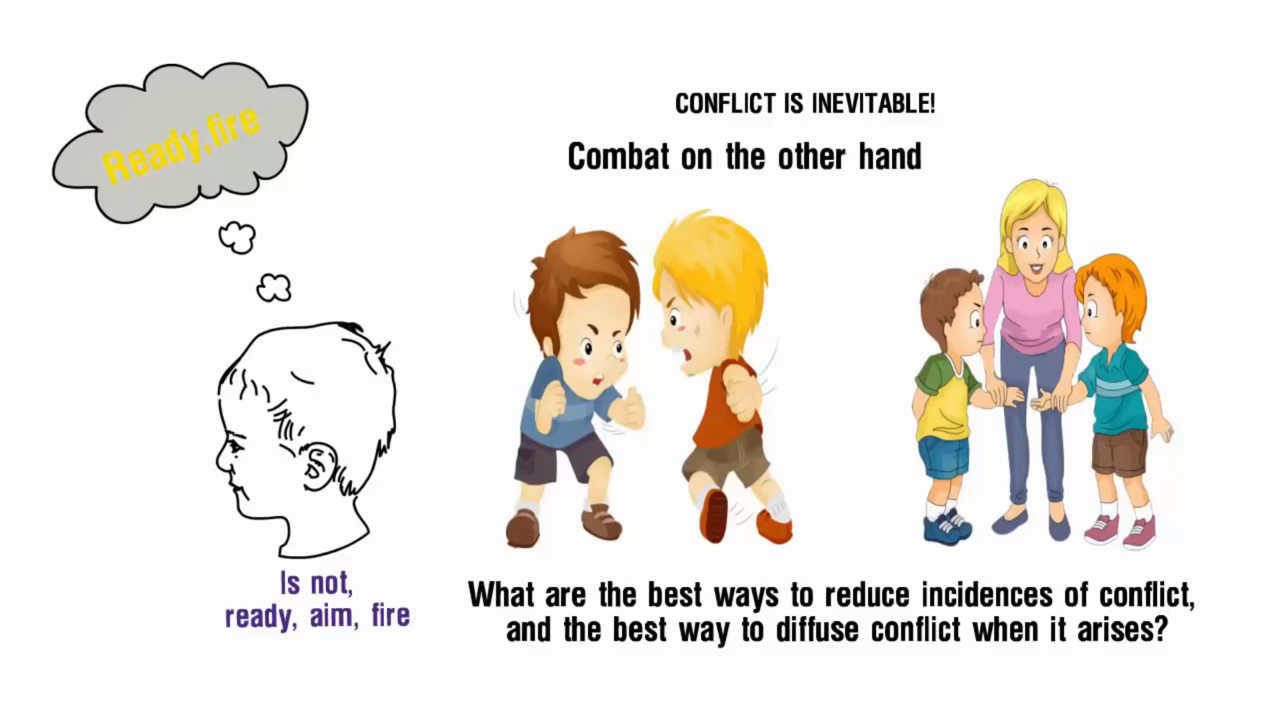 Ready,fire
Is not,
ready, aim, fire
CONFLICT IS INEVITABLE!
Combat on the other hand
What are the best ways to reduce incidences of conflict,
and the best way to diffuse conflict when it arises?